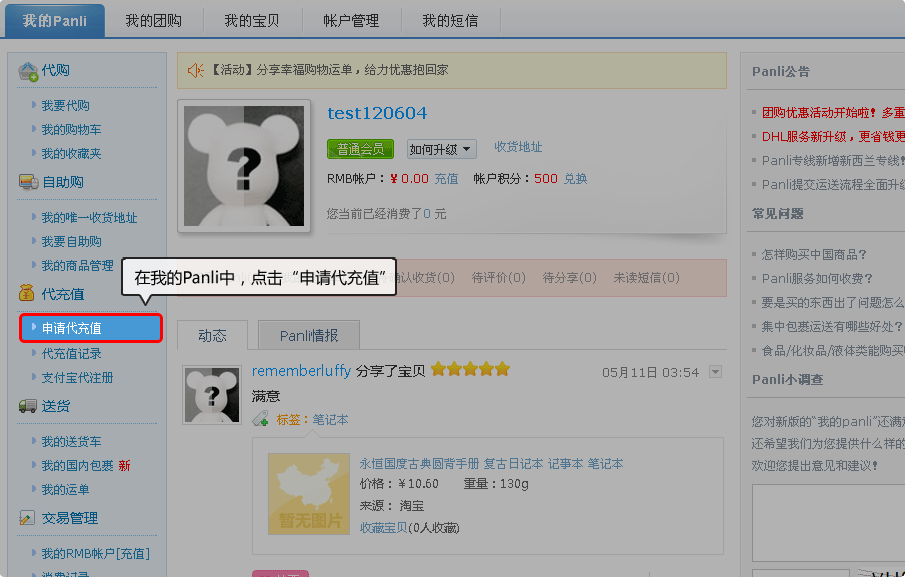 我的Panli 我的团购 我的宝贝 帐户管理 我的短信
代购
我要代购
我的购物车
我的收藏夹
自助购
我的唯一收货地址
我要自助购
我的商品管理
代充值
申请代充值
代充值记录
支付宝代注册
送货
我的送货车
我的国内包裹 新
我的运单
交易管理
我的RMB帐户[充值]
消费记录
【活动】分享幸福购物运单，给力优惠抱回家
test120604
普通会员 如何升级 收货地址
RMB帐户：￥0.00 充值 帐户积分：500 兑换
您当前已经消费了0 元
在我的Panli中，点击“申请代充值”
确认收货(0) 待评价(0) 待分享(0) 未读短信(0)
动态 Panli情报
rememberluffy 分享了宝贝 05月11日 03:54
满意
标签：笔记本
暂无图片
永恒国度古典圆背手册 复古日记本 记事本 笔记本
价格：￥10.60 重量：130g
来源： 淘宝
收藏宝贝(0人收藏)
Panli公告
团购优惠活动开始啦！多重
DHL服务新升级，更省钱更
Panli专线新增新西兰专线!
Panli提交运送流程全面升级
常见问题
怎样购买中国商品？
Panli服务如何收费？
要是买的东西出了问题怎么
集中包裹运送有哪些好处？
食品/化妆品/液体类能购买
Panli小调查
您对新版的“我的panli”还满意
还希望我们为您提供什么样的
欢迎您提出意见和建议！